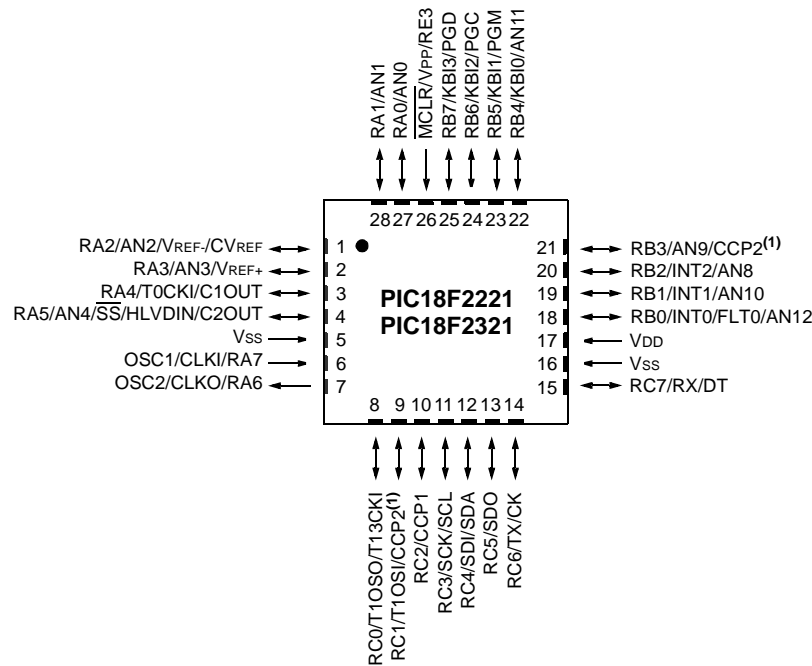 RA1/AN1
RA0/AN0
MCLR/VPP/RE3
RB7/KBI3/PGD
RB6/KBI2/PGC
RB5/KBI1/PGM
RB4/KBI0/AN11
28 27 26 25 24 23 22
RA2/AN2/VREF-/CVREF
RA3/AN3/VREF+
RA4/T0CKI/C1OUT
RA5/AN4/SS/HLVDIN/C2OUT
VSS
OSC1/CLKI/RA7
OSC2/CLKO/RA6
1
2
3
4
5
6
7
PIC18F2221
PIC18F2321
21
20
19
18
17
16
15
RB3/AN9/CCP2(1)
RB2/INT2/AN8
RB1/INT1/AN10
RB0/INT0/FLT0/AN12
VDD
VSS
RC7/RX/DT
8 9 10 11 12 13 14
RC0/T1OSO/T13CKI
RC1/T1OSI/CCP2(1)
RC2/CCP1
RC3/SCK/SCL
RC4/SDI/SDA
RC5/SDO
RC6/TX/CK